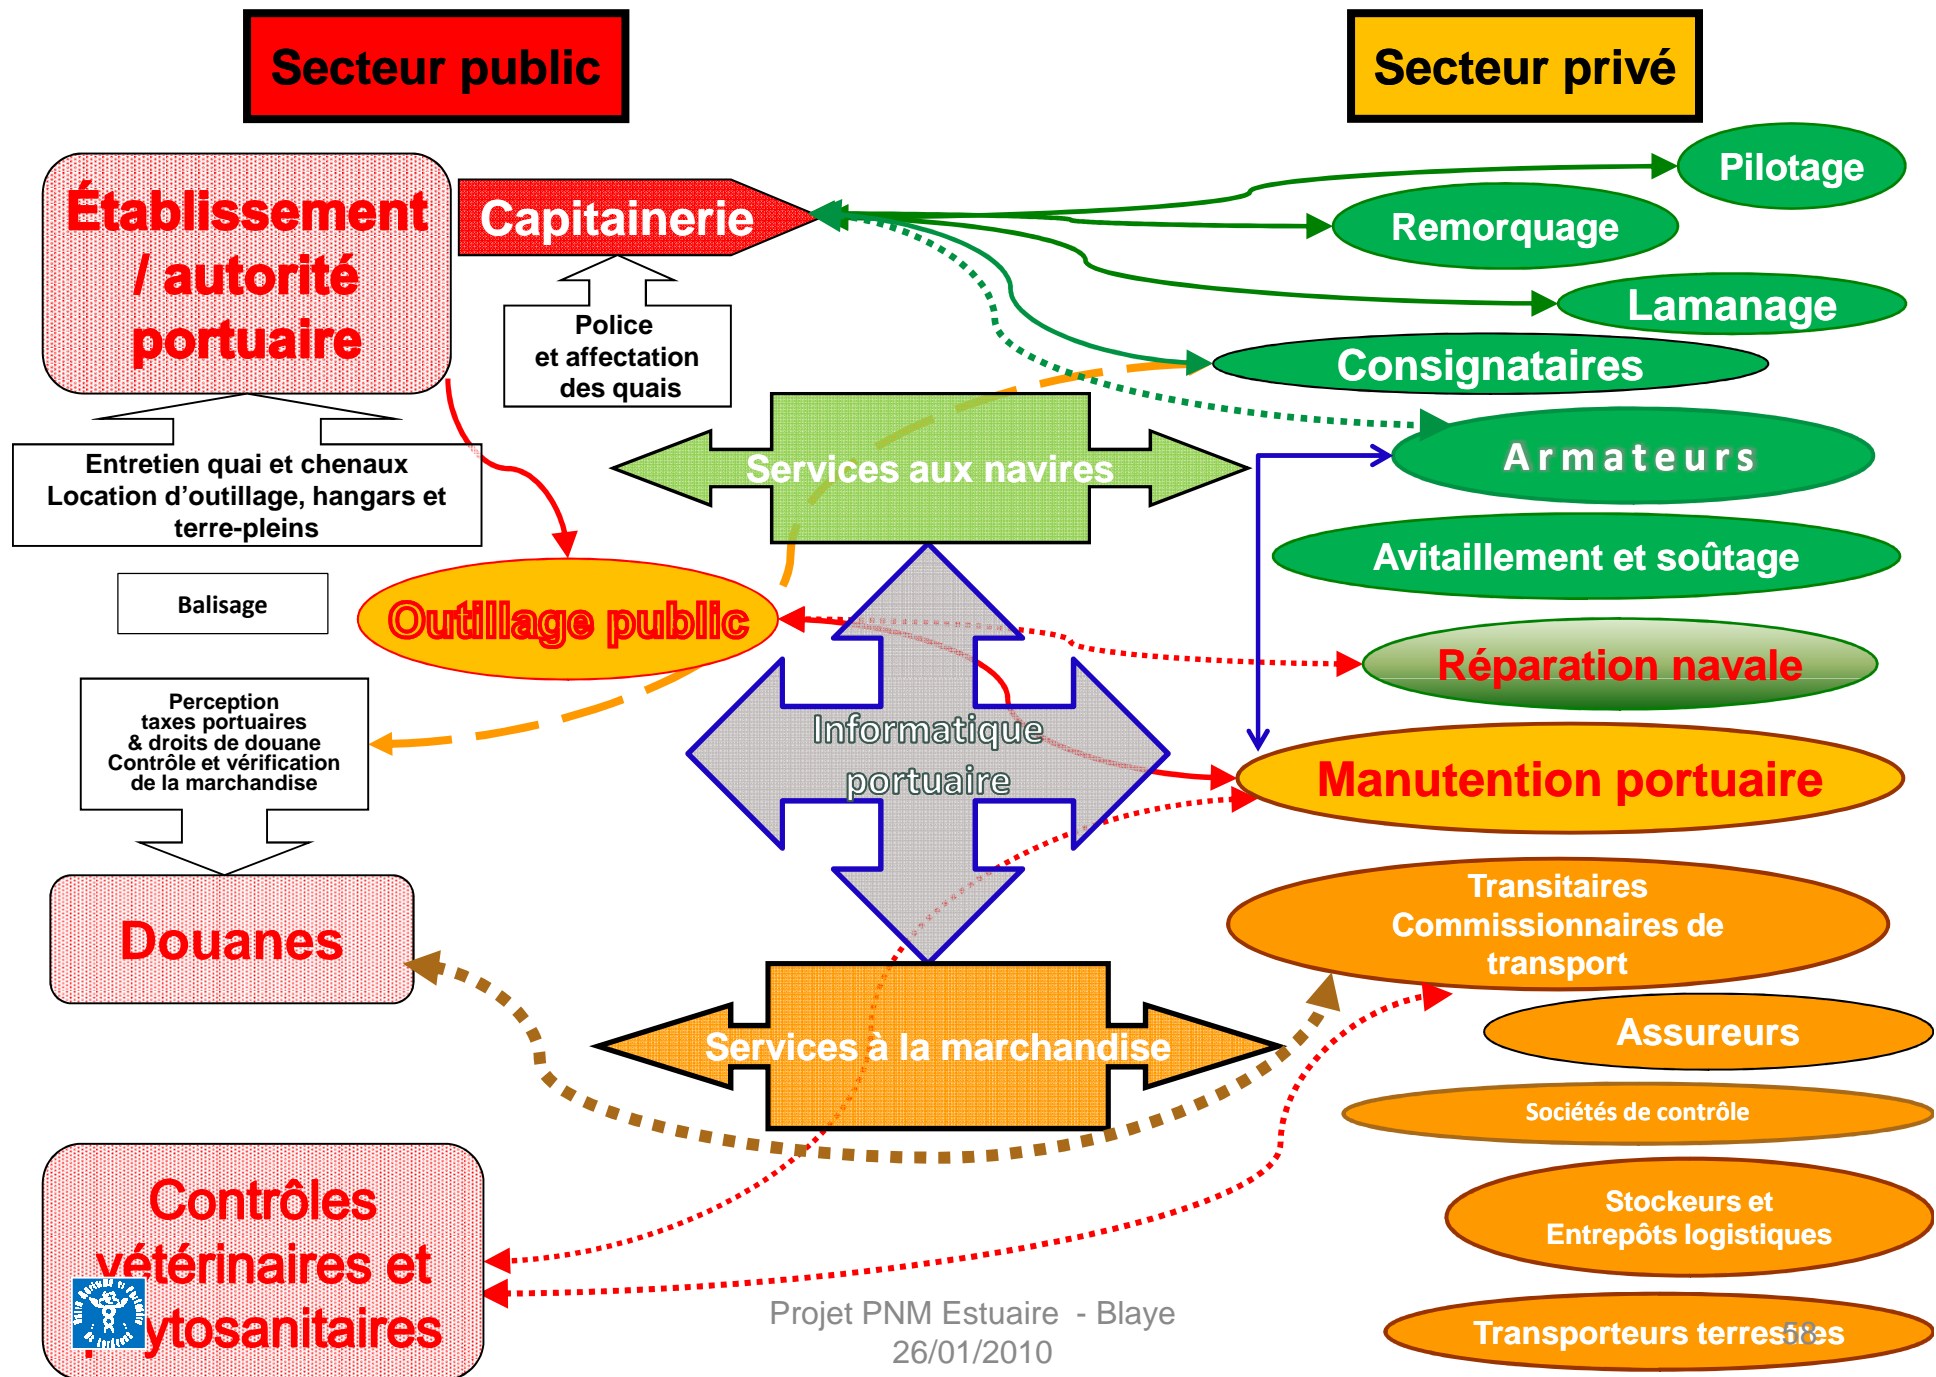 Secteur public
Secteur privé
Établissement
/ autorité
portuaire
Capitainerie
Pilotage
Remorquage
Lamanage
Police
et affectation
des quais
Consignataires
Entretien quai et chenaux
Location d'outillage, hangars et
terre-pleins
Services aux navires
Armateurs
Avitaillement et soûtage
Balisage
Outillage public
Réparation navale
Perception
taxes portuaires
& droits de douane
Contrôle et vérification
de la marchandise
Informatique
portuaire
Manutention portuaire
Douanes
Transitaires
Commissionnaires de
transport
Services à la marchandise
Assureurs
Sociétés de contrôle
Contrôles
vétérinaires et
ytosanitaires
Stockeurs et
Entrepôts logistiques
Projet PNM Estuaire - Blaye
26/01/2010
Transporteurs terrestres
58